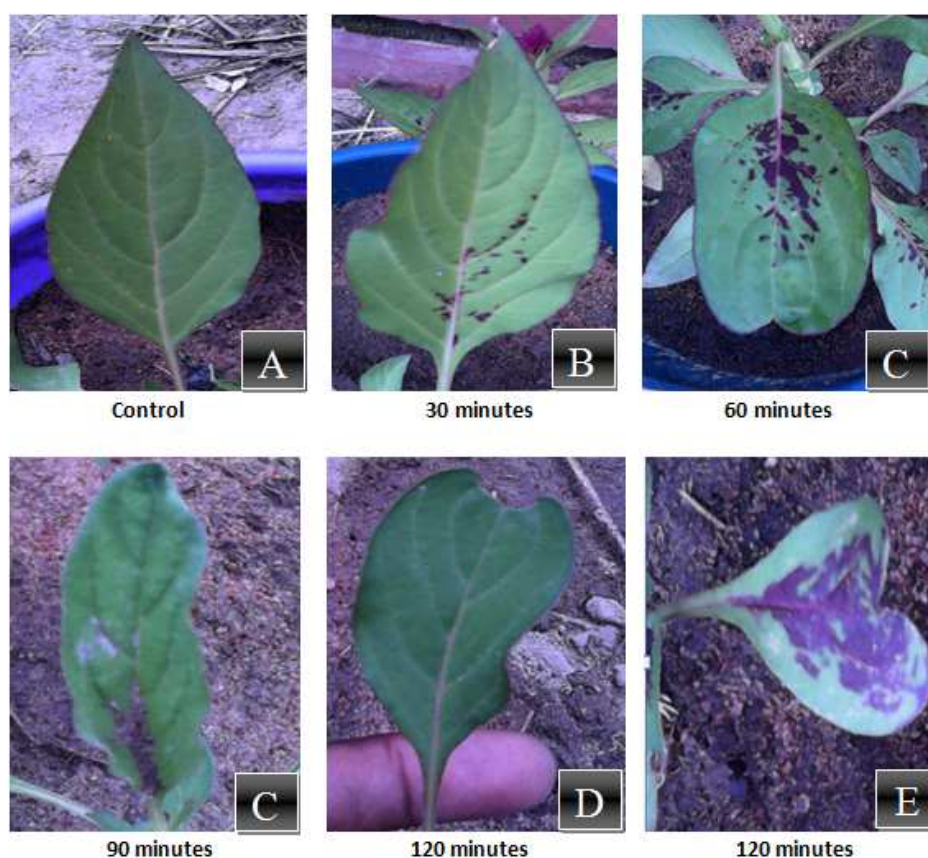 A
B
C
Control
30 minutes
60 minutes
C
D
E
90 minutes
120 minutes
120 minutes